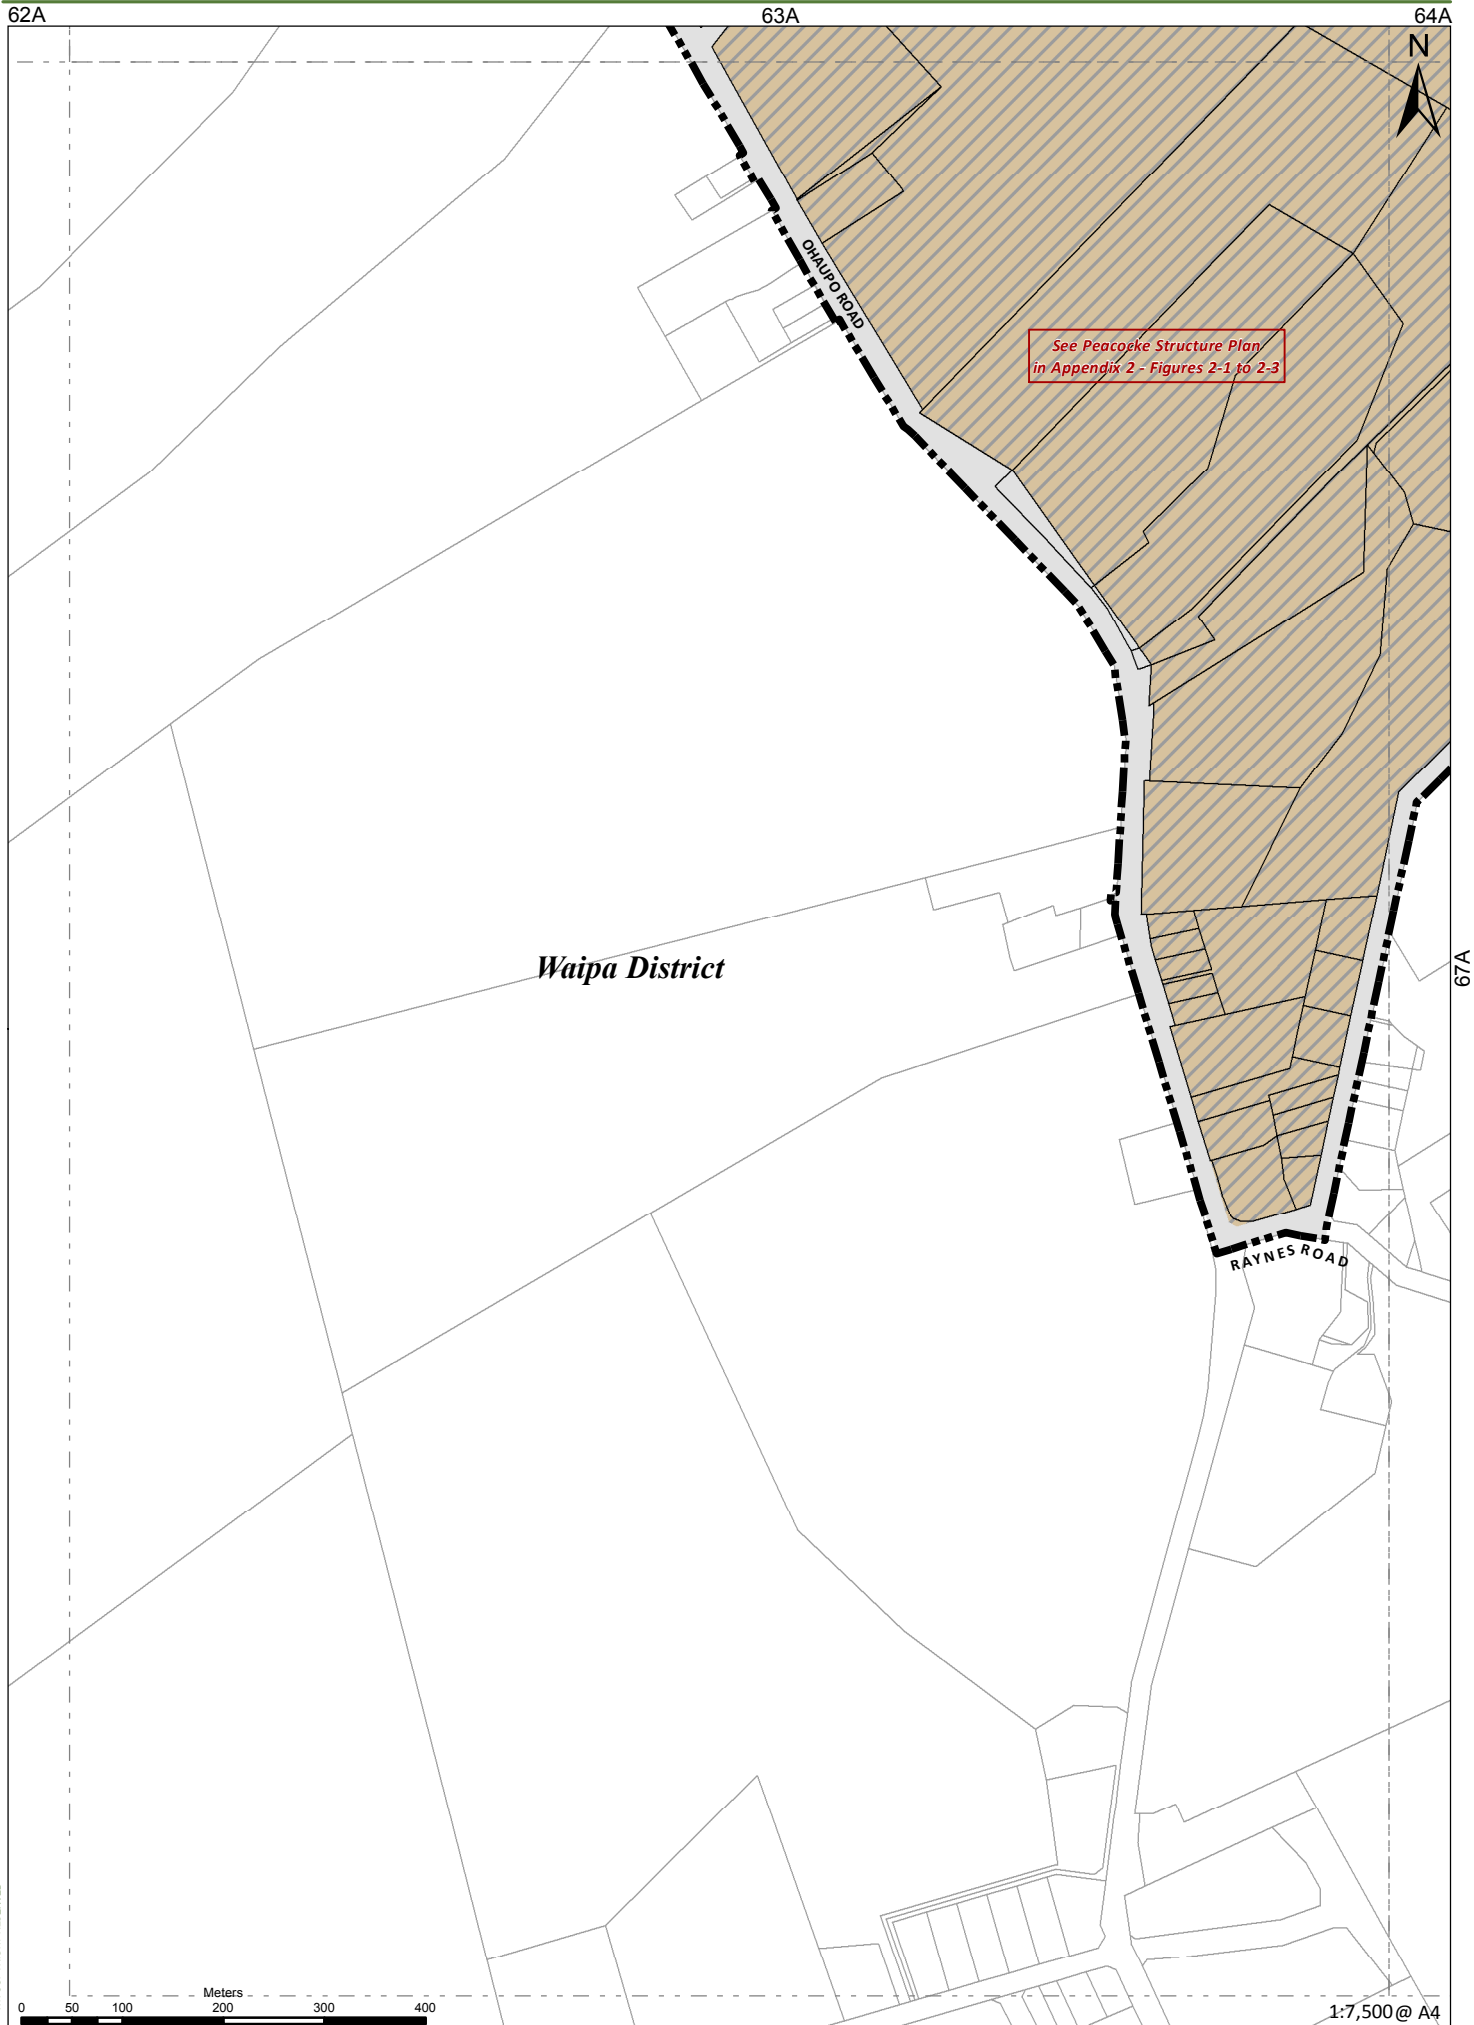 62A
63A
64A
N
OHAUPO ROAD
See Peacocke Structure Plan
in Appendix 2 - Figures 2-1 to 2-3
Waipa District
67A
RAYNES ROAD
Meters
0 50 100 200 300 400
1:7,500@ A4